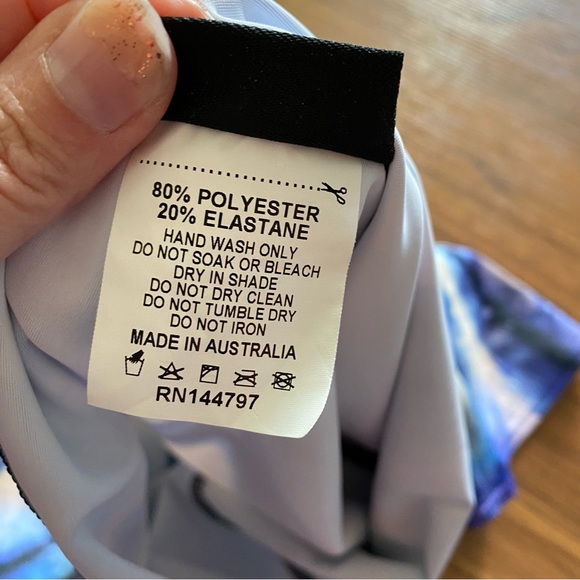 80% POLYESTER
20% ELASTANE
HAND WASH ONLY
DO NOT SOAK OR BLEACH
DRY IN SHADE
DO NOT DRY CLEAN
DO NOT TUMBLE DRY
DO NOT IRON
MADE IN AUSTRALIA
RN144797